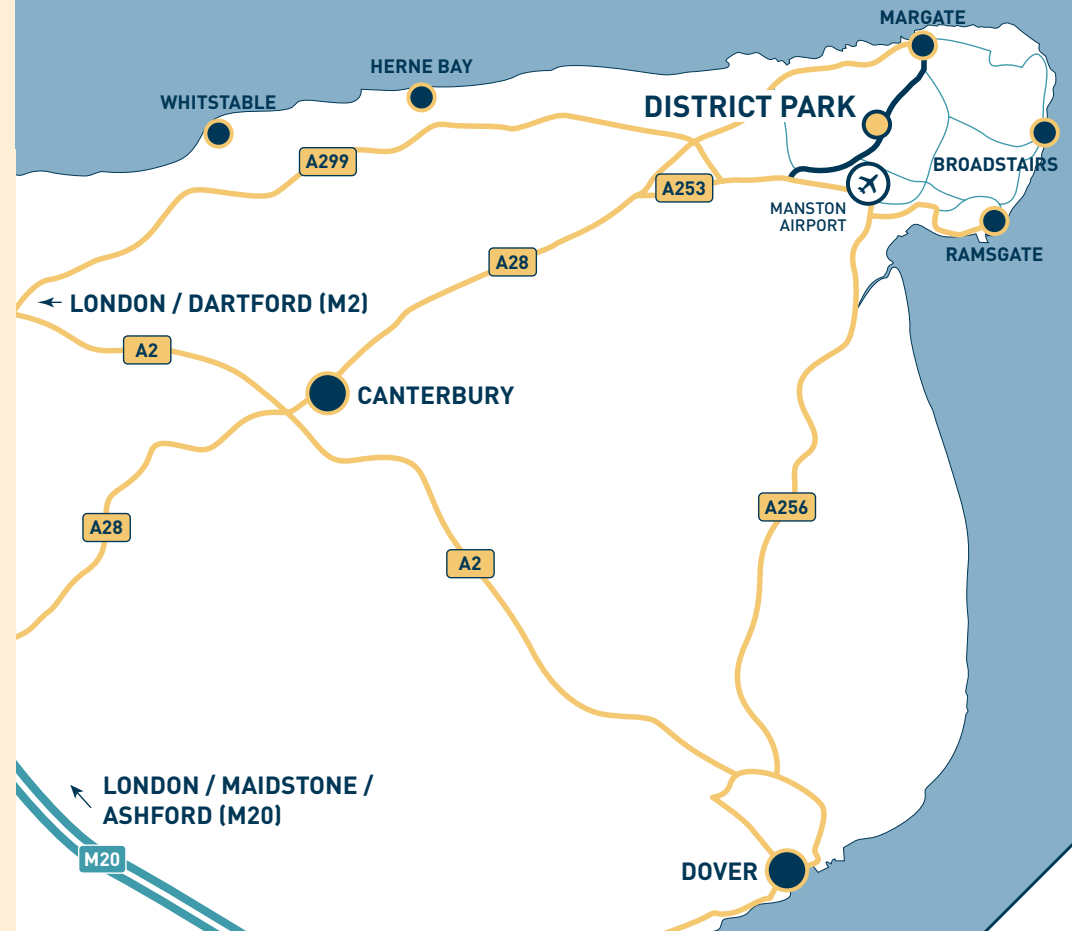 MARGATE
HERNE BAY
WHITSTABLE
DISTRICT PARK
A299
BROADSTAIRS
A253
MANSTON
AIRPORT
RAMSGATE
A28
LONDON / DARTFORD (M2)
A2
CANTERBURY
A256
A28
A2
LONDON / MAIDSTONE /
ASHFORD (M20)
M20
DOVER